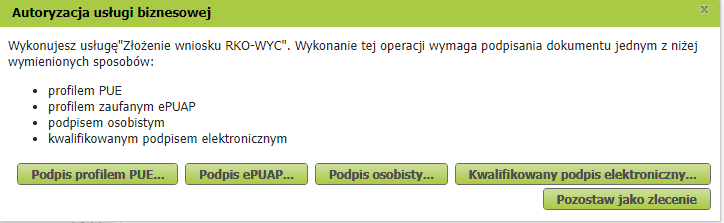 Autoryzacja usługi biznesowej
Wykonujesz usługę"Złożenie wniosku RKO-WYC". Wykonanie tej operacji wymaga podpisania dokumentu jednym z niżej
wymienionych sposobów:
profilem PUE
profilem zaufanym ePUAP
podpisem osobistym
kwalifikowanym podpisem elektronicznym
Podpis profilem PUE... Podpis ePUAP... Podpis osobisty... Kwalifikowany podpis elektroniczny...
Pozostaw jako zlecenie